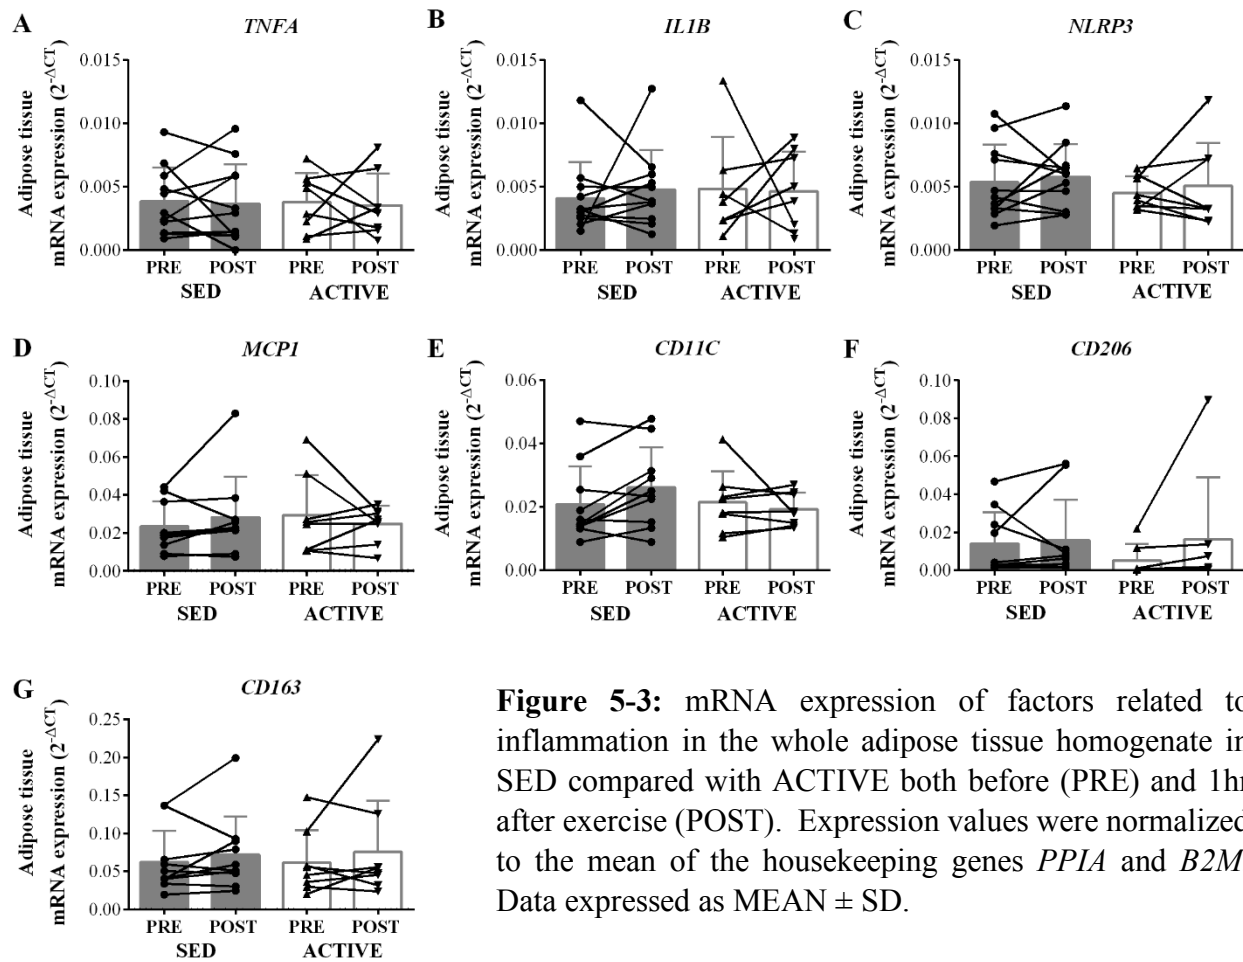 A
TNFA
Adipose tissue
mRNA expression (2-ΔCT)
0.015
0.010
0.005
0.000
PRE POST PRE POST
SED ACTIVE
B
IL1B
Adipose tissue
mRNA expression (2-ΔCT)
0.015
0.010
0.005
0.000
PRE POST PRE POST
SED ACTIVE
C
NLRP3
Adipose tissue
mRNA expression (2-ΔCT)
0.015
0.010
0.005
0.000
PRE POST PRE POST
SED ACTIVE
D
MCP1
Adipose tissue
mRNA expression (2-ΔCT)
0.10
0.08
0.06
0.04
0.02
0.00
PRE POST PRE POST
SED ACTIVE
E
CD11C
Adipose tissue
mRNA expression (2-ΔCT)
0.06
0.04
0.02
0.00
PRE POST PRE POST
SED ACTIVE
F
CD206
Adipose tissue
mRNA expression (2-ΔCT)
0.10
0.08
0.06
0.04
0.02
0.00
PRE POST PRE POST
SED ACTIVE
G
CD163
Adipose tissue
mRNA expression (2-ΔCT)
0.25
0.20
0.15
0.10
0.05
0.00
PRE POST PRE POST
SED ACTIVE
Figure 5-3: mRNA expression of factors related to
inflammation in the whole adipose tissue homogenate in
SED compared with ACTIVE both before (PRE) and 1hr
after exercise (POST). Expression values were normalized
to the mean of the housekeeping genes PPIA and B2M
Data expressed as MEAN ± SD.